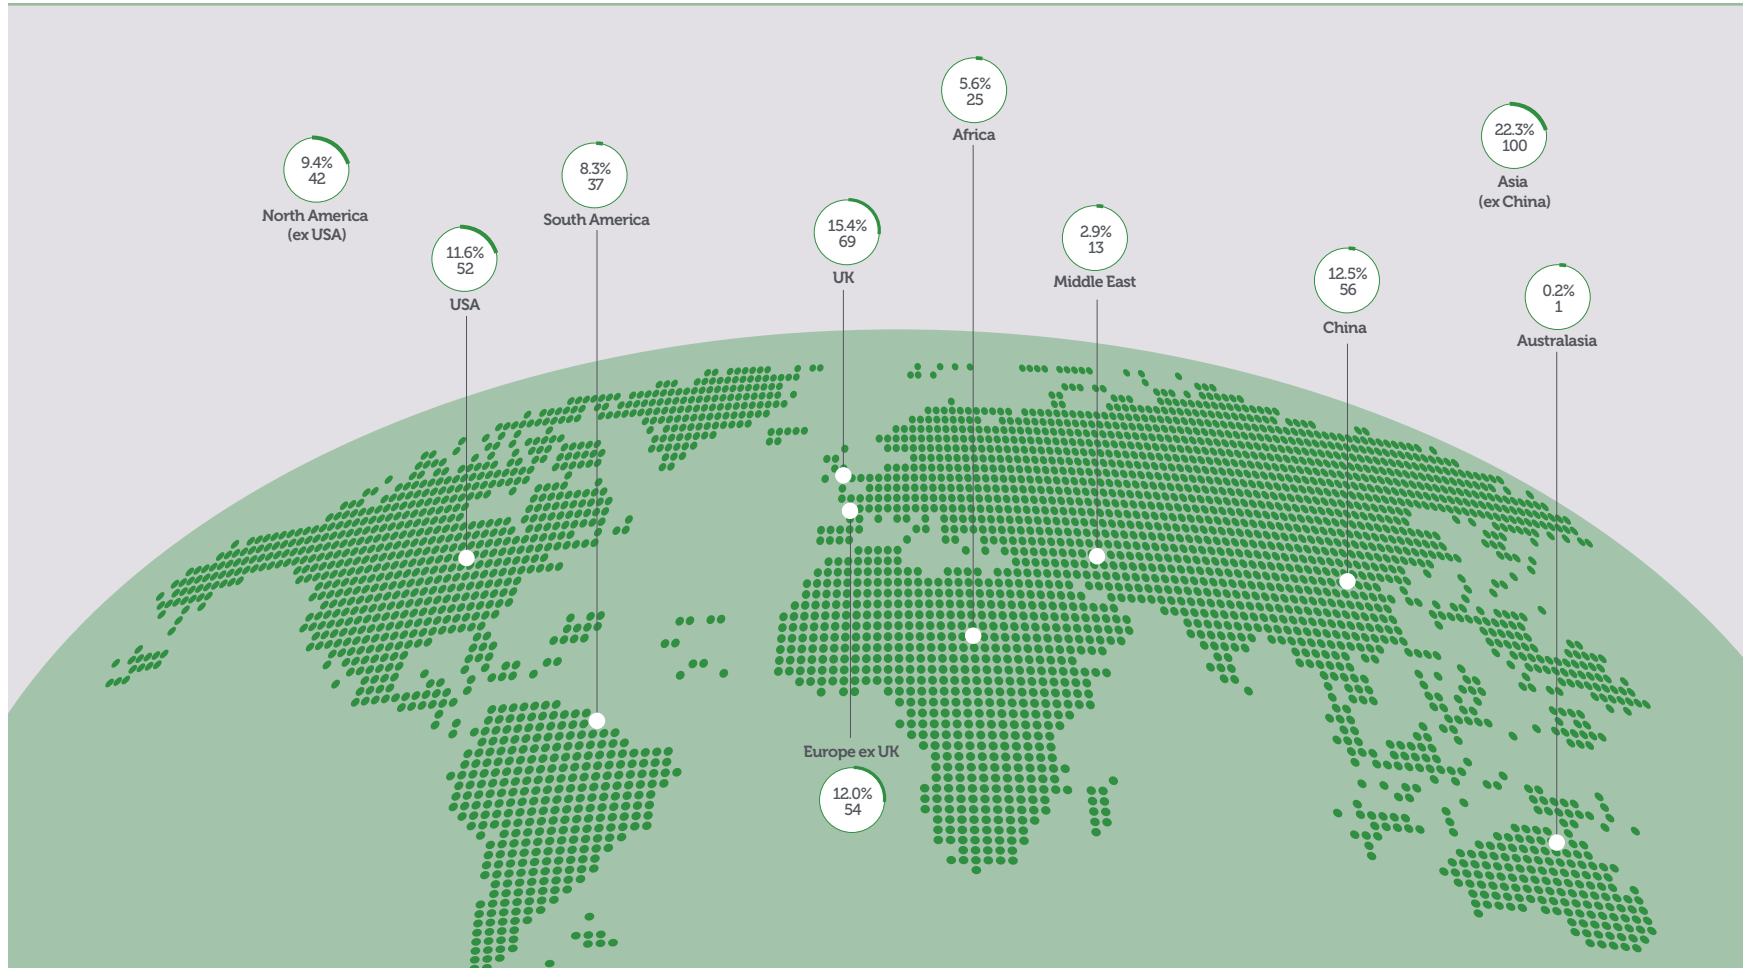 5.6%
25
Africa
22.3%
100
Asia
(ex China)
9.4%
42
North America
(ex USA)
8.3%
37
South America
15.4%
69
UK
2.9%
13
Middle East
11.6%
52
USA
12.5%
56
China
0.2%
1
Australasia
Europe ex UK
12.0%
54